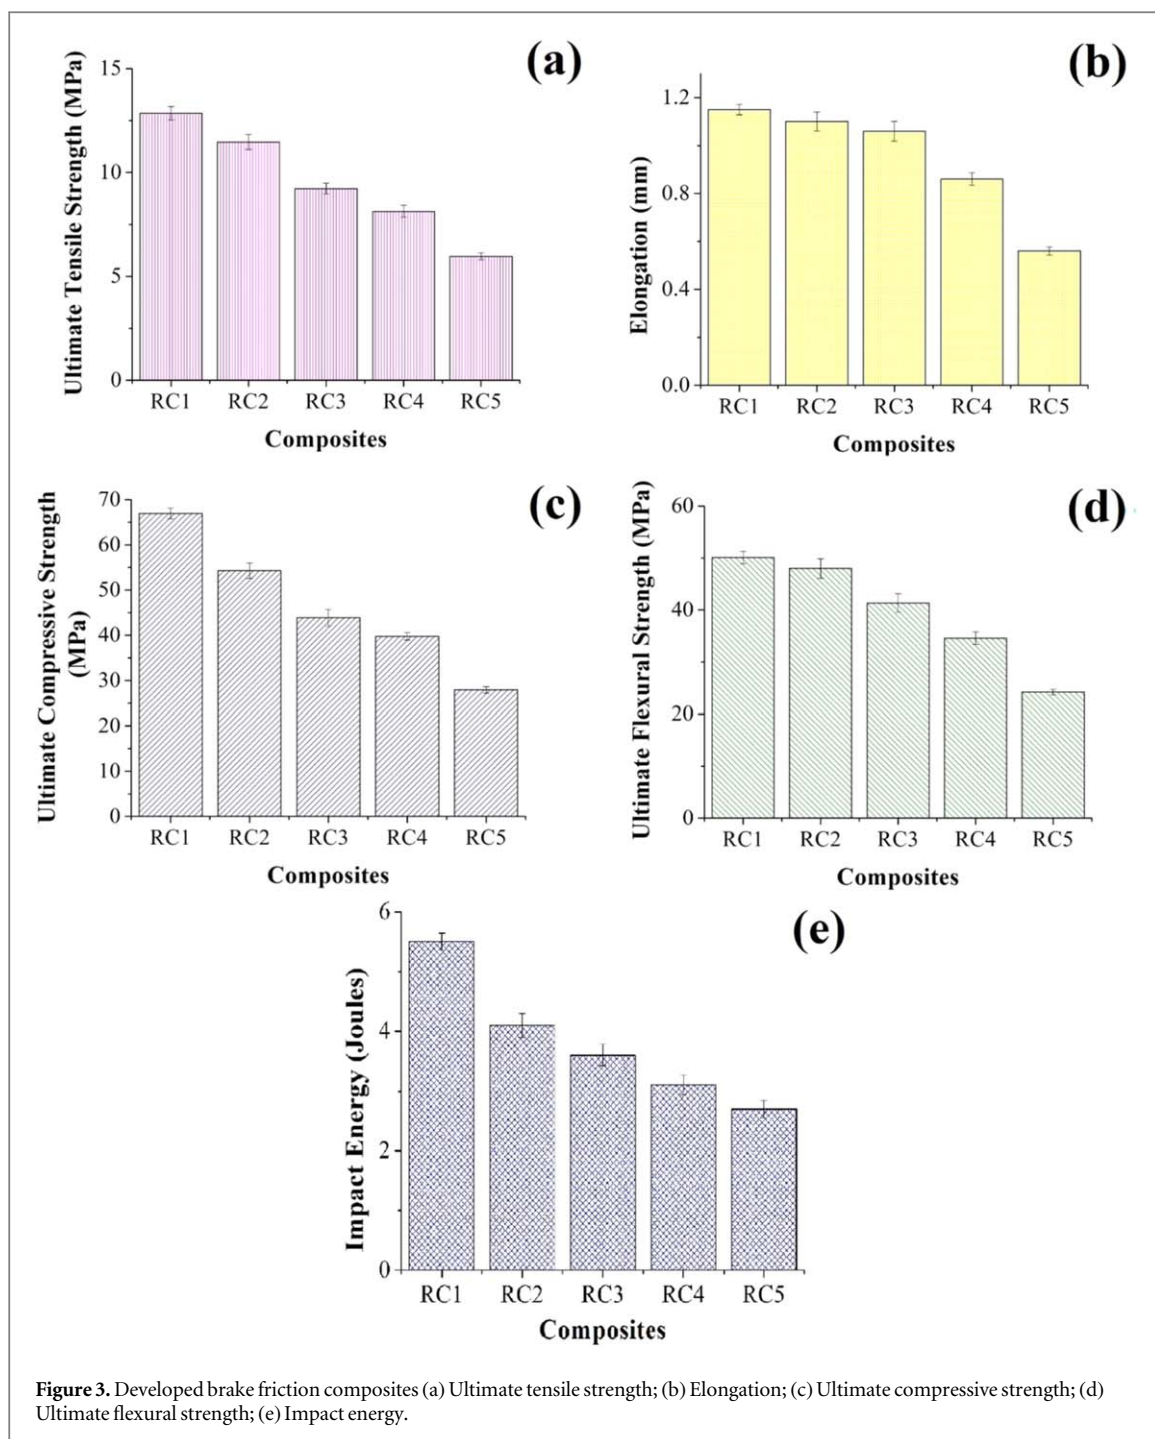 (a)
Ultimate Tensile Strength (MPa)
15
10
5
0
RC1 RC2 RC3 RC4 RC5
Composites
(b)
Elongation (mm)
1.2
0.8
0.4
0.0
RC1 RC2 RC3 RC4 RC5
Composites
(c)
Ultimate Compressive Strength
(MPa)
70
60
50
40
30
20
10
0
RC1 RC2 RC3 RC4 RC5
Composites
(d)
Ultimate Flexural Strength (MPa)
60
40
20
0
RC1 RC2 RC3 RC4 RC5
Composites
(e)
Impact Energy (Joules)
6
4
2
0
RC1 RC2 RC3 RC4 RC5
Composites
Figure 3. Developed brake friction composites (a) Ultimate tensile strength; (b) Elongation; (c) Ultimate compressive strength; (d)
Ultimate flexural strength; (e) Impact energy.